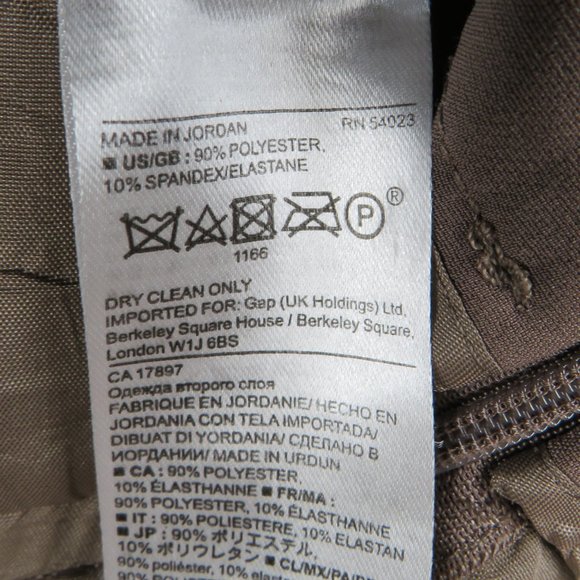 MADE IN JORDAN RN 54023
■ US/GB : 90% POLYESTER,
10% SPANDEX/ELASTANE
P ®
1166
DRY CLEAN ONLY
IMPORTED FOR: Gap (UK Holdings) Ltd,
Berkeley Square House / Berkeley Square,
London W1J 6BS
CA 17897
Одежда второго слоя
FABRIQUE EN JORDANIE/ HECHO EN
JORDANIA CON TELA IMPORTADA/
DIBUAT DI YORDANIA/ СДЕЛАНО В
ИОРДАНИИ/ MADE IN URDUN
■ CA : 90% POLYESTER,
10% ÉLASTHANNE ■ FR/MA :
90% POLYESTER, 10% ÉLASTHANNE
■ IT : 90% POLIESTERE, 10% ELASTAN
■ JP : 90% ポリエステル,
10% ポリウレタン ■ CL/MX/PA/
poliéster, 10% elastano